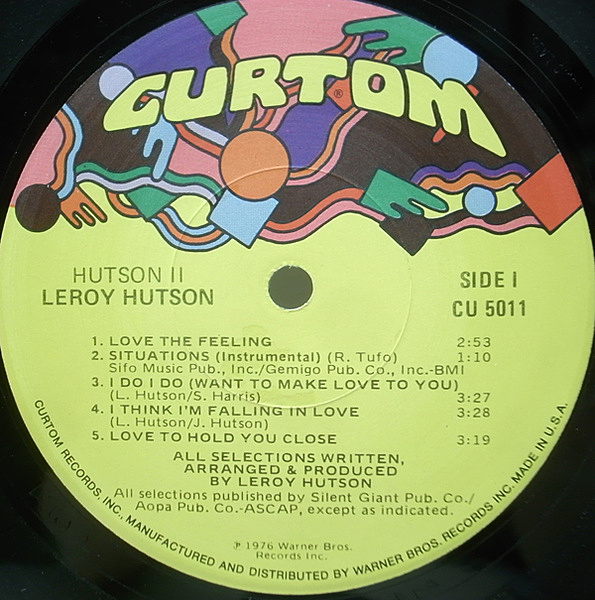 CURTOM®
HUTSON II
LEROY HUTSON
SIDE I
CU 5011
1. LOVE THE FEELING 2:53
2. SITUATIONS (Instrumental) (R. Tufo) 1:10
Sifo Music Pub., Inc./Gemigo Pub. Co., Inc.-BMI
3. I DO I DO (WANT TO MAKE LOVE TO YOU)
(L. Hutson/S. Harris) 3:27
4. I THINK I'M FALLING IN LOVE 3:28
(L. Hutson/J. Hutson)
5. LOVE TO HOLD YOU CLOSE 3:19
ALL SELECTIONS WRITTEN,
ARRANGED & PRODUCED
BY LEROY HUTSON
All selections published by Silent Giant Pub. Co./
Aopa Pub. Co.-ASCAP, except as indicated.
℗ 1976 Warner Bros.
Records Inc.
CURTOM RECORDS, INC., MANUFACTURED AND DISTRIBUTED BY WARNER BROS. RECORDS INC. MADE IN U.S.A.